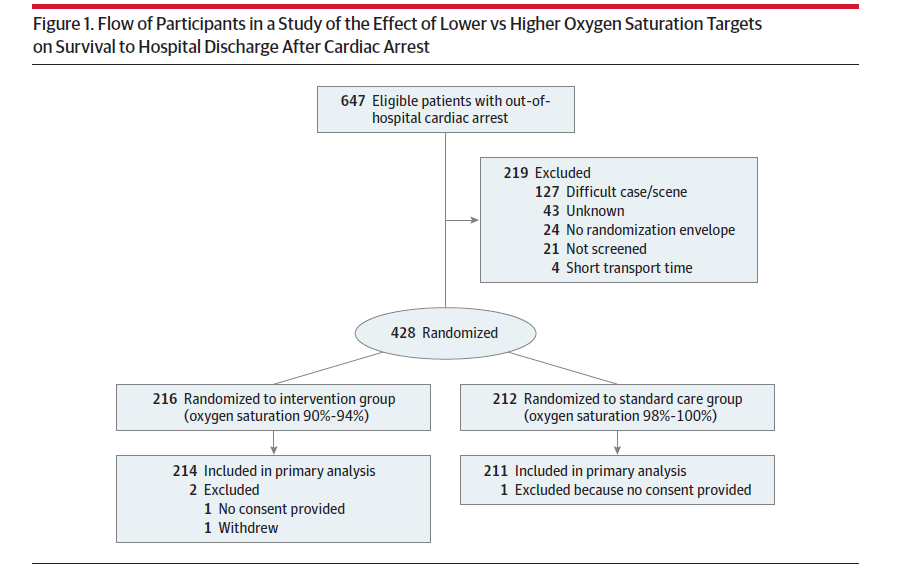 Figure 1. Flow of Participants in a Study of the Effect of Lower vs Higher Oxygen Saturation Targets
on Survival to Hospital Discharge After Cardiac Arrest
647 Eligible patients with out-of-
hospital cardiac arrest
219 Excluded
127 Difficult case/scene
43 Unknown
24 No randomization envelope
21 Not screened
4 Short transport time
428 Randomized
216 Randomized to intervention group
(oxygen saturation 90%-94%)
212 Randomized to standard care group
(oxygen saturation 98%-100%)
214 Included in primary analysis
2 Excluded
1 No consent provided
1 Withdrew
211 Included in primary analysis
1 Excluded because no consent provided